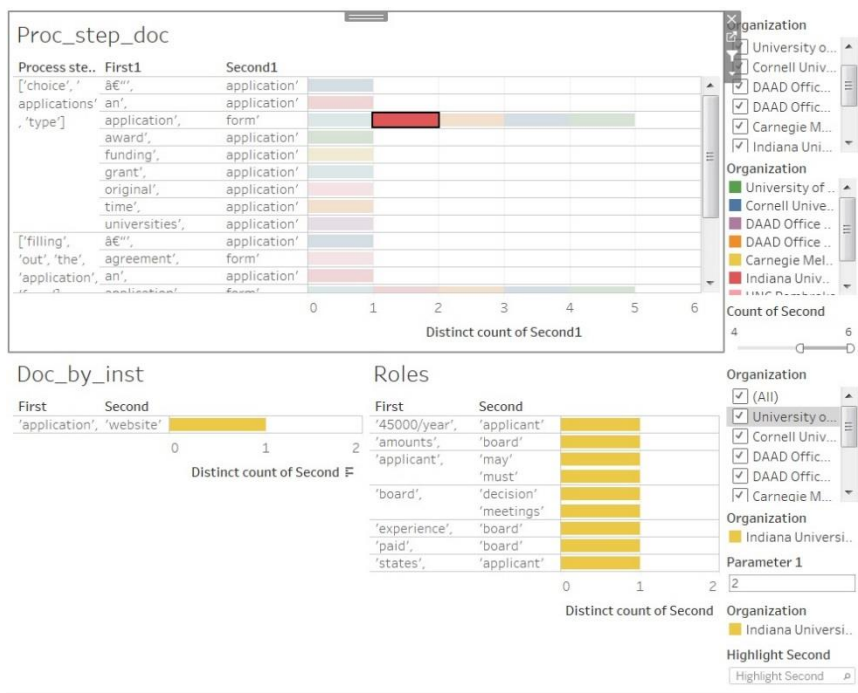 Proc_step_doc
Process ste.. First1 Second1
['choice', ' â€“', application'
applications' an', application'
, 'type'] application', form'
award', application'
funding', application'
grant', application'
original', application'
time', application'
universities', application'
['filling', â€“', application'
'out', 'the', agreement', form'
'application', an', application'
application', form'
0 1 2 3 4 5 6
Distinct count of Second1
Organization
University o...
Cornell Univ...
DAAD Offic...
DAAD Offic...
Carnegie M...
Indiana Uni...
Organization
University of ..
Cornell Unive..
DAAD Office ..
DAAD Office ..
Carnegie Mel..
Indiana Univ..
UNC Pembroke
Count of Second
4 6
Doc_by_inst
First Second
'application', 'website'
0 1 2
Distinct count of Second
Roles
First Second
'45000/year', 'applicant'
'amounts', 'board'
'applicant', 'may'
'must'
'board', 'decision'
'meetings'
'experience', 'board'
'paid', 'board'
'states', 'applicant'
0 1 2
Distinct count of Second
Organization
(All)
University o...
Cornell Univ...
DAAD Offic...
DAAD Offic...
Carnegie M...
Organization
Indiana Universi..
Parameter 1
2
Organization
Indiana Universi..
Highlight Second
Highlight Second